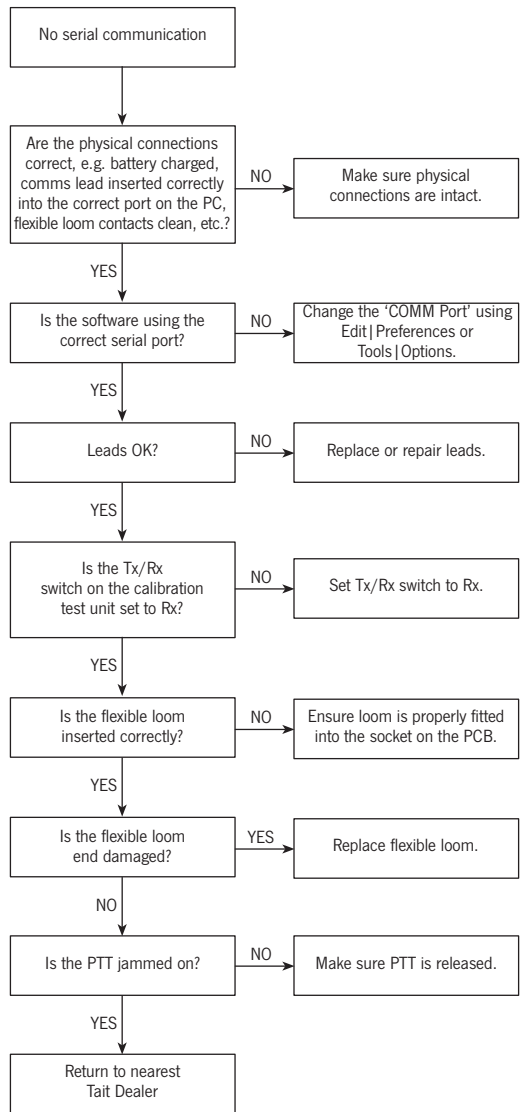 No serial communication
Are the physical connections
correct, e.g. battery charged,
comms lead inserted correctly
into the correct port on the PC,
flexible loom contacts clean, etc.?
NO
Make sure physical
connections are intact.
YES
Is the software using the
correct serial port?
NO
Change the ‘COMM Port’ using
Edit|Preferences or
Tools|Options.
YES
Leads OK?
NO
Replace or repair leads.
YES
Is the Tx/Rx
switch on the calibration
test unit set to Rx?
NO
Set Tx/Rx switch to Rx.
YES
Is the flexible loom
inserted correctly?
NO
Ensure loom is properly fitted
into the socket on the PCB.
YES
Is the flexible loom
end damaged?
YES
Replace flexible loom.
NO
Is the PTT jammed on?
NO
Make sure PTT is released.
YES
Return to nearest
Tait Dealer